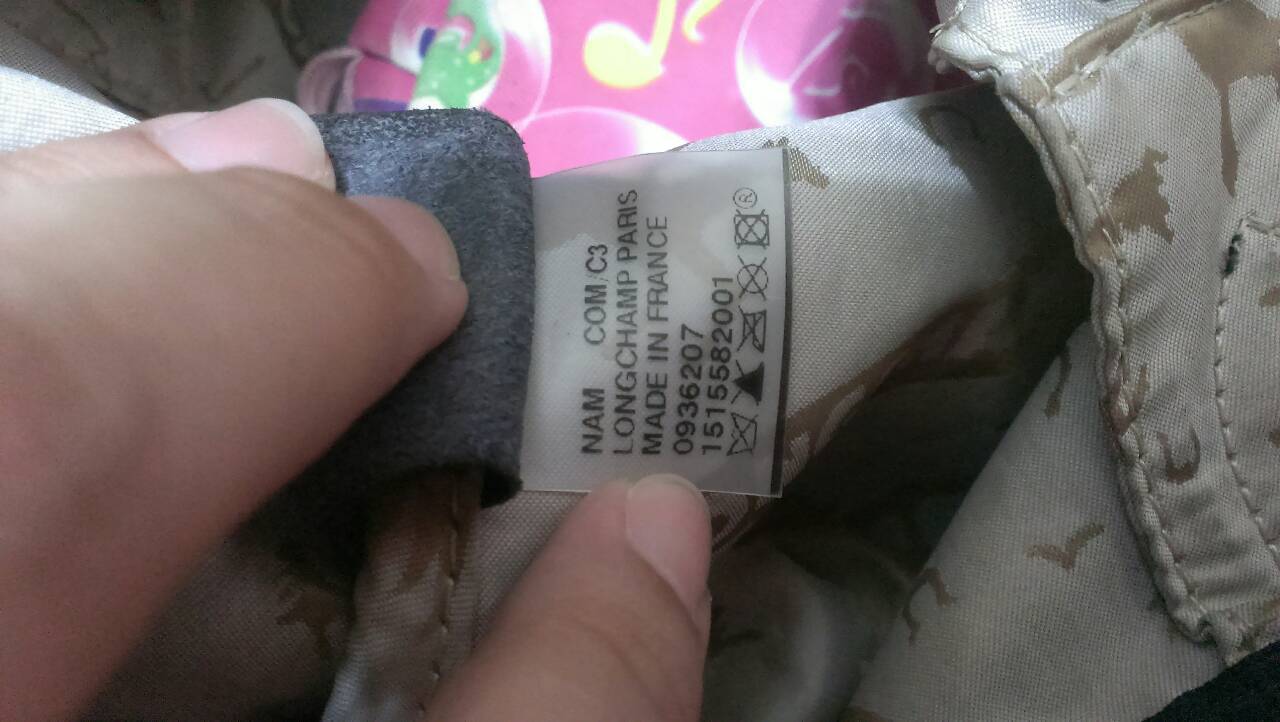 NAM COM/C3
LONGCHAMP PARIS
MADE IN FRANCE
0936207
1515582001
®